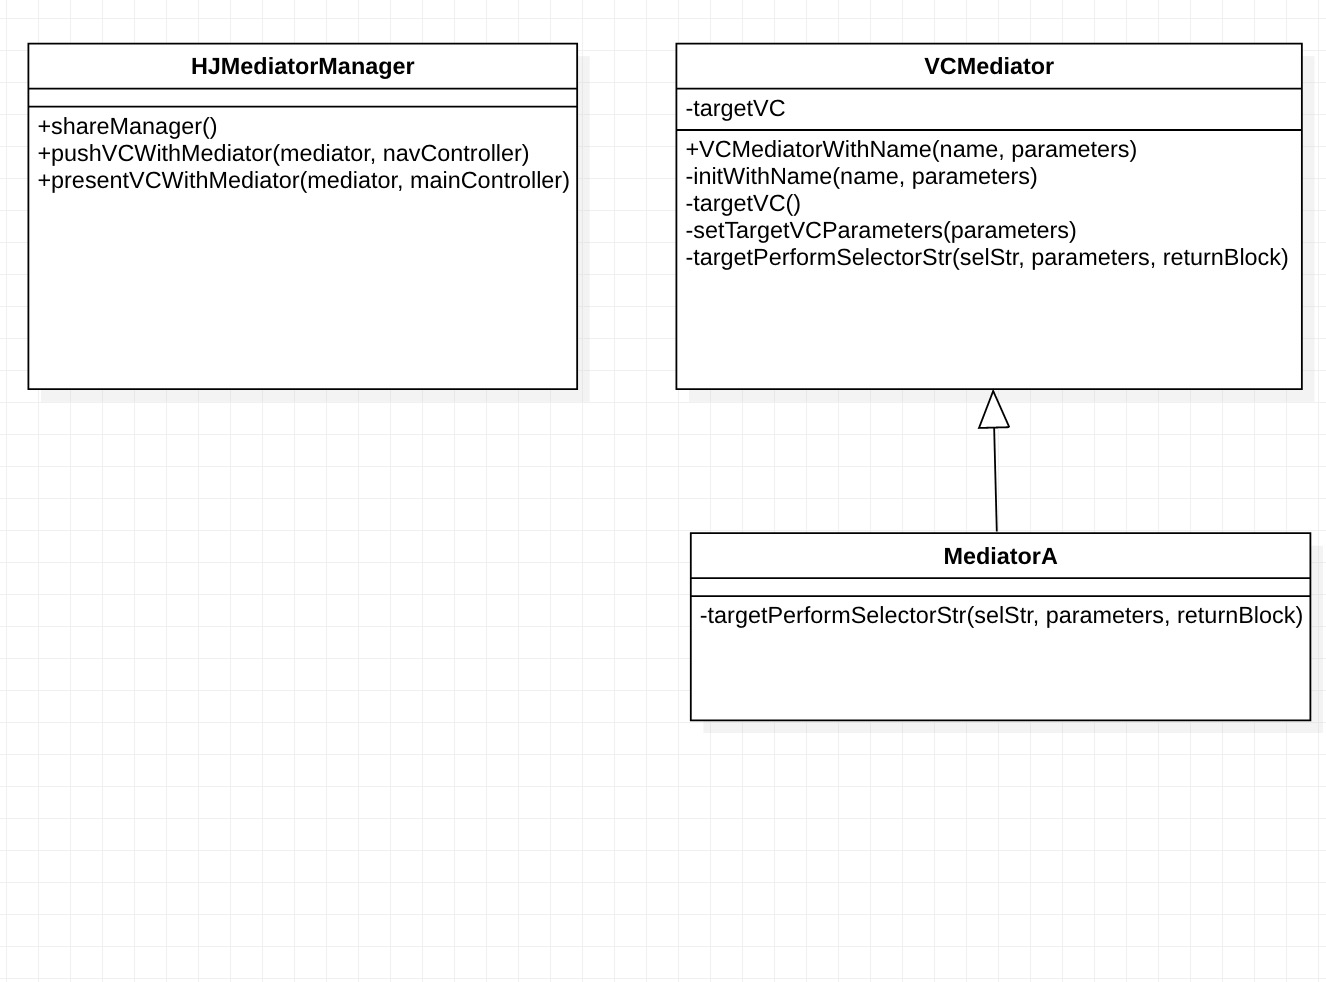 HJMediatorManager
+shareManager()
+pushVCWithMediator(mediator, navController)
+presentVCWithMediator(mediator, mainController)
VCMediator
-targetVC
+VCMediatorWithName(name, parameters)
-initWithName(name, parameters)
-targetVC()
-setTargetVCParameters(parameters)
-targetPerformSelectorStr(selStr, parameters, returnBlock)
MediatorA
-targetPerformSelectorStr(selStr, parameters, returnBlock)